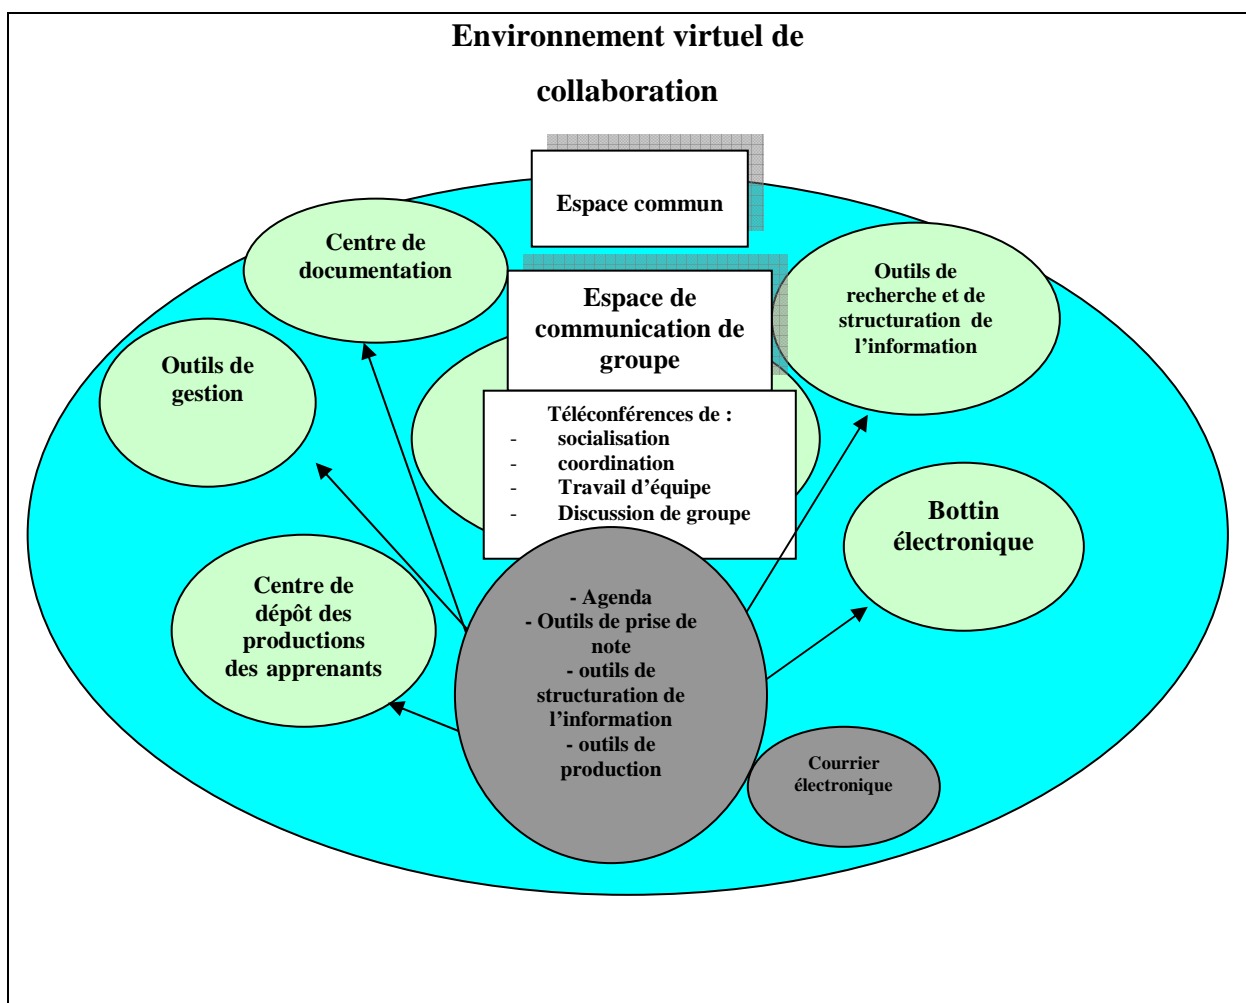 Environnement virtuel de
collaboration
Espace commun
Centre de
documentation
Outils de
recherche et de
structuration de
l'information
Espace de
communication de
groupe
Outils de
gestion
Téléconférences de :
- socialisation
- coordination
- Travail d'équipe
- Discussion de groupe
Bottin
électronique
Centre de
dépôt des
productions
des apprenants
- Agenda
- Outils de prise de
note
- outils de
structuration de
l'information
- outils de
production
Courrier
électronique